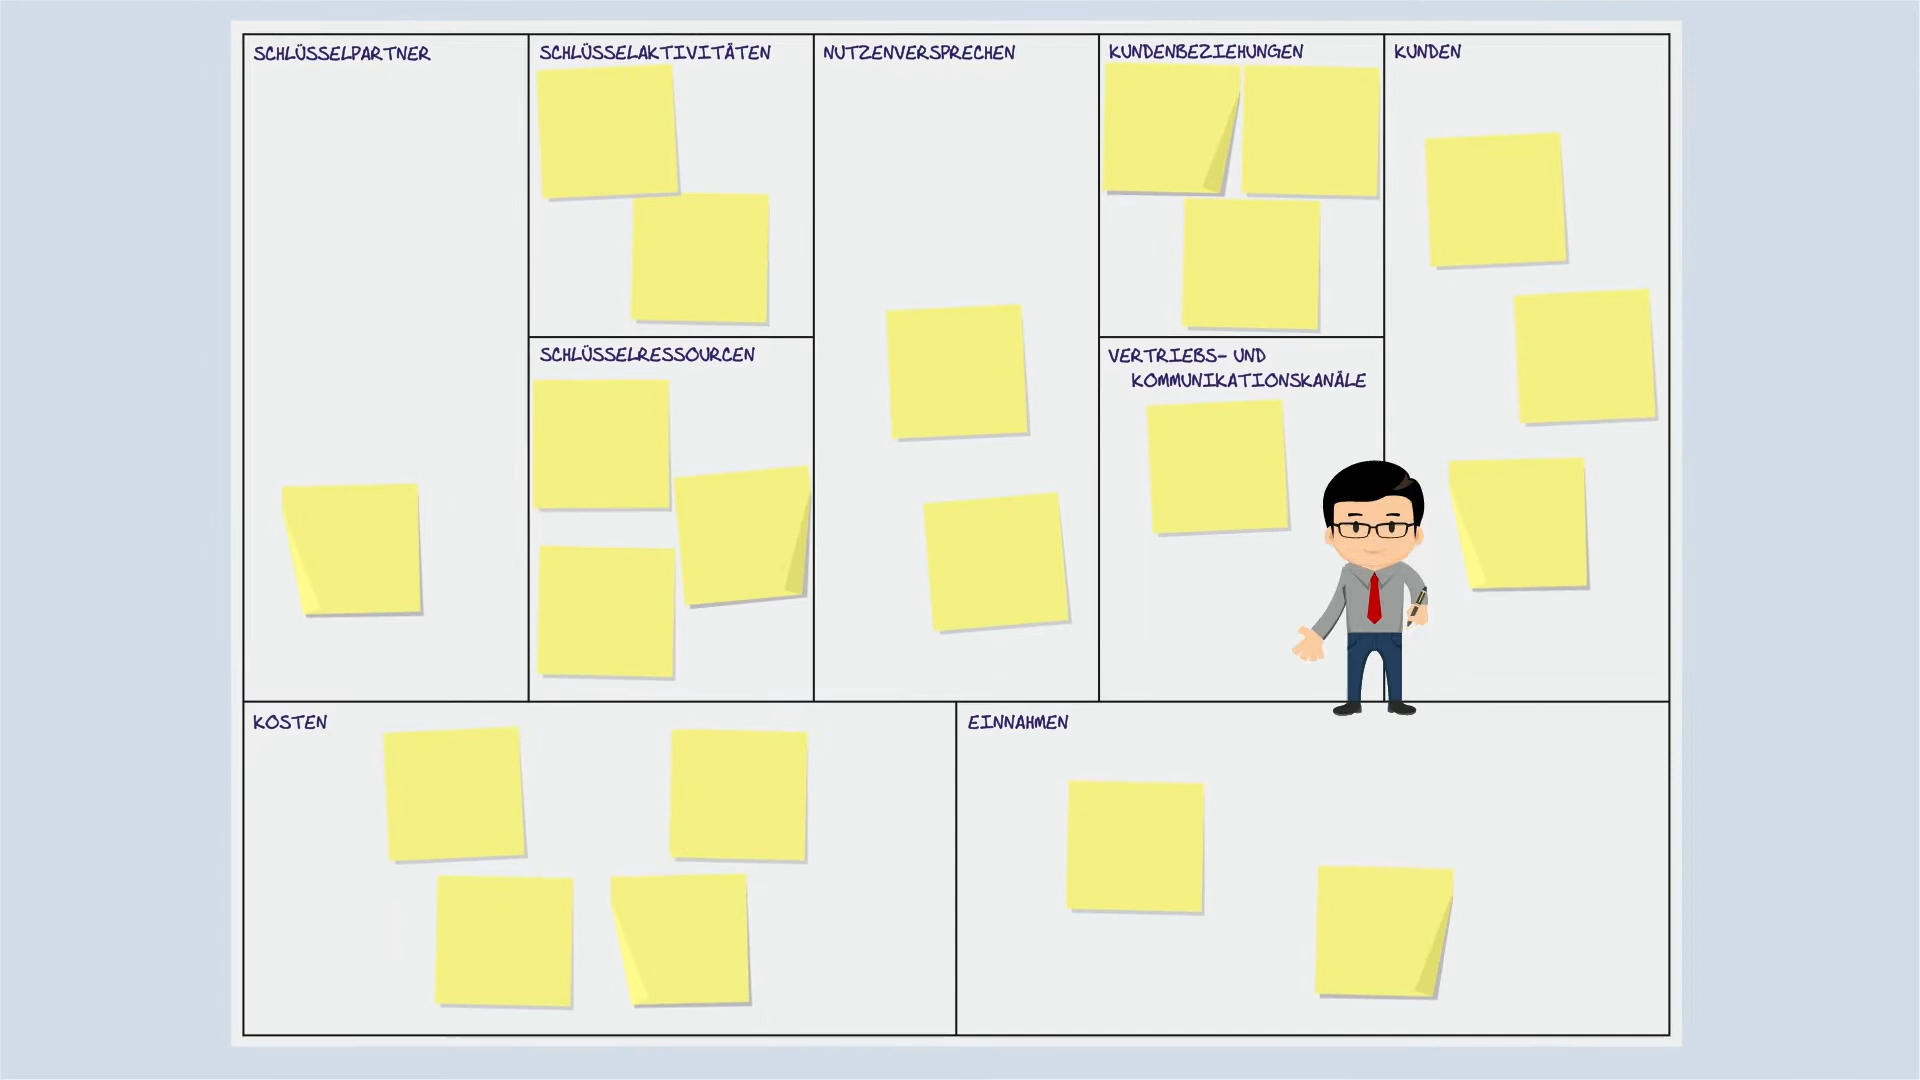 SCHLÜSSELPARTNER
SCHLÜSSELAKTIVITÄTEN
NUTZENVERSPRECHEN
KUNDENBEZIEHUNGEN
KUNDEN
SCHLÜSSELRESSOURCEN
VERTRIEBS- UND
KOMMUNIKATIONSKANÄLE
KOSTEN
EINNAHMEN